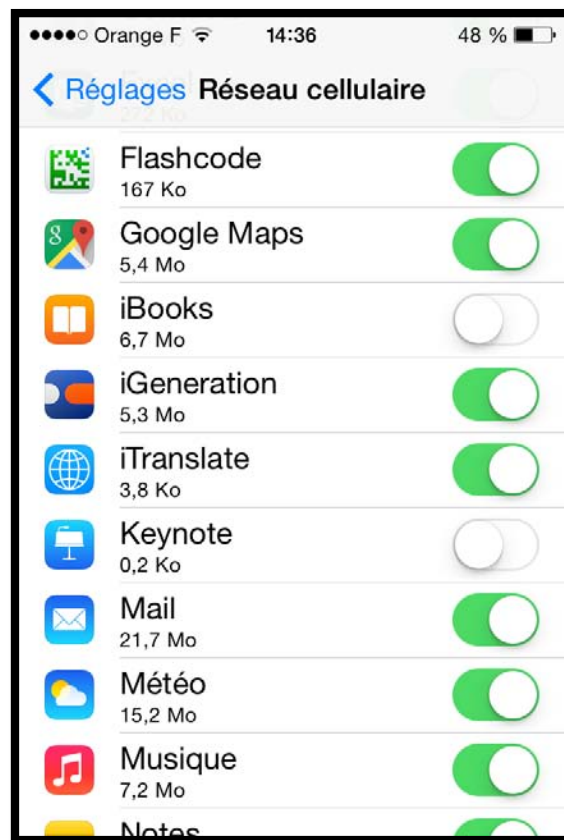 Orange F 14:36 48 %
Réglages Réseau cellulaire
Flashcode
167 Ko
8
Google Maps
5,4 Mo
iBooks
6,7 Mo
iGeneration
5,3 Mo
iTranslate
3,8 Ko
Keynote
0,2 Ko
Mail
21,7 Mo
Météo
15,2 Mo
Musique
7,2 Mo
Notes